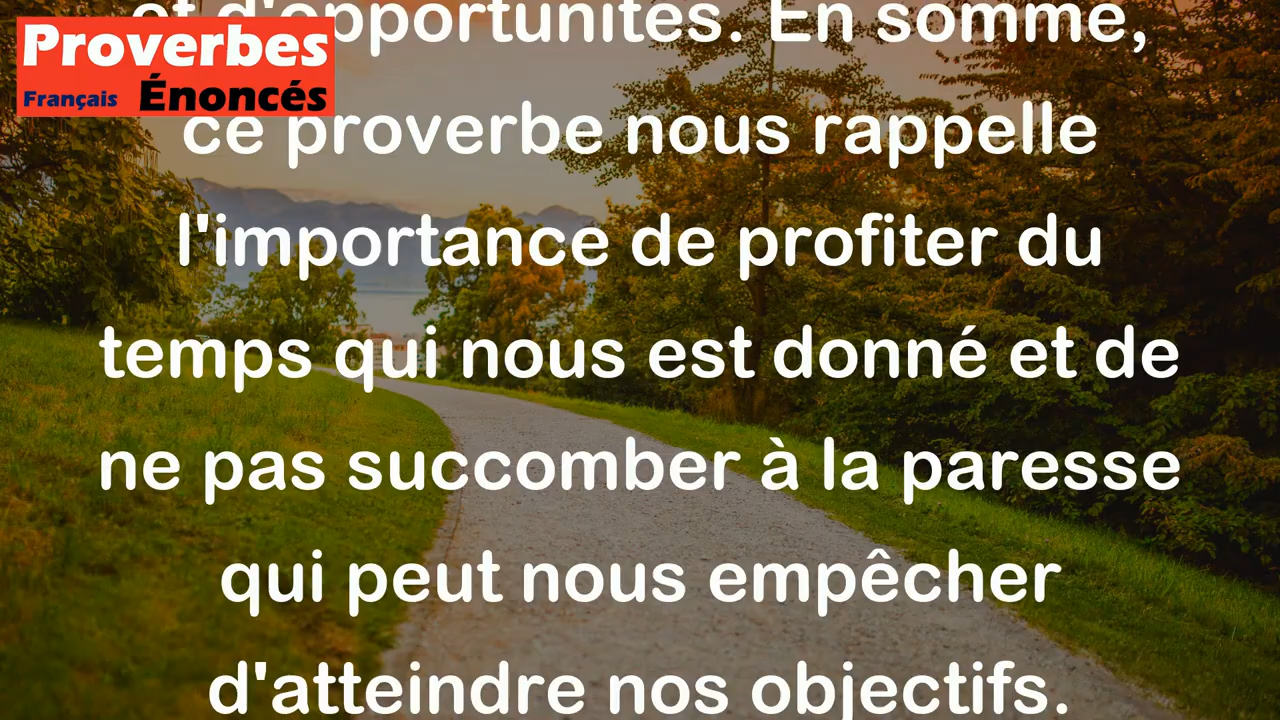 Proverbes
Français Énoncés
et d'opportunités. En somme,
ce proverbe nous rappelle
l'importance de profiter du
temps qui nous est donné et de
ne pas succomber à la paresse
qui peut nous empêcher
d'atteindre nos objectifs.